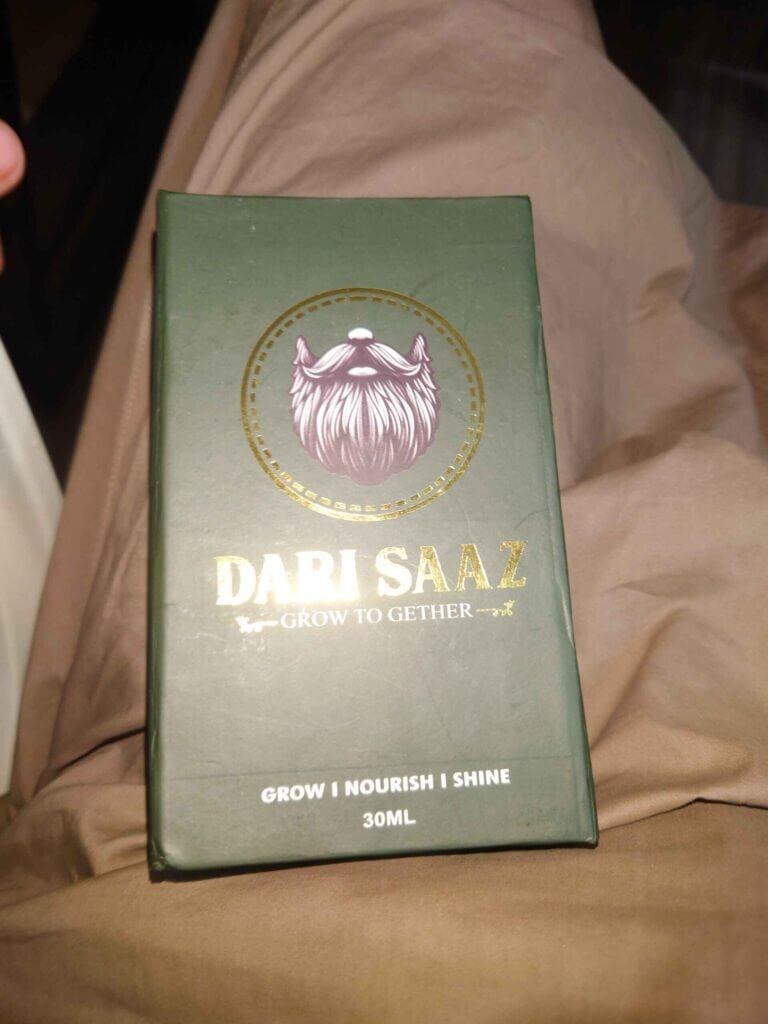 DARI SAAZ
GROW TO GETHER
GROW I NOURISH I SHINE
30ML